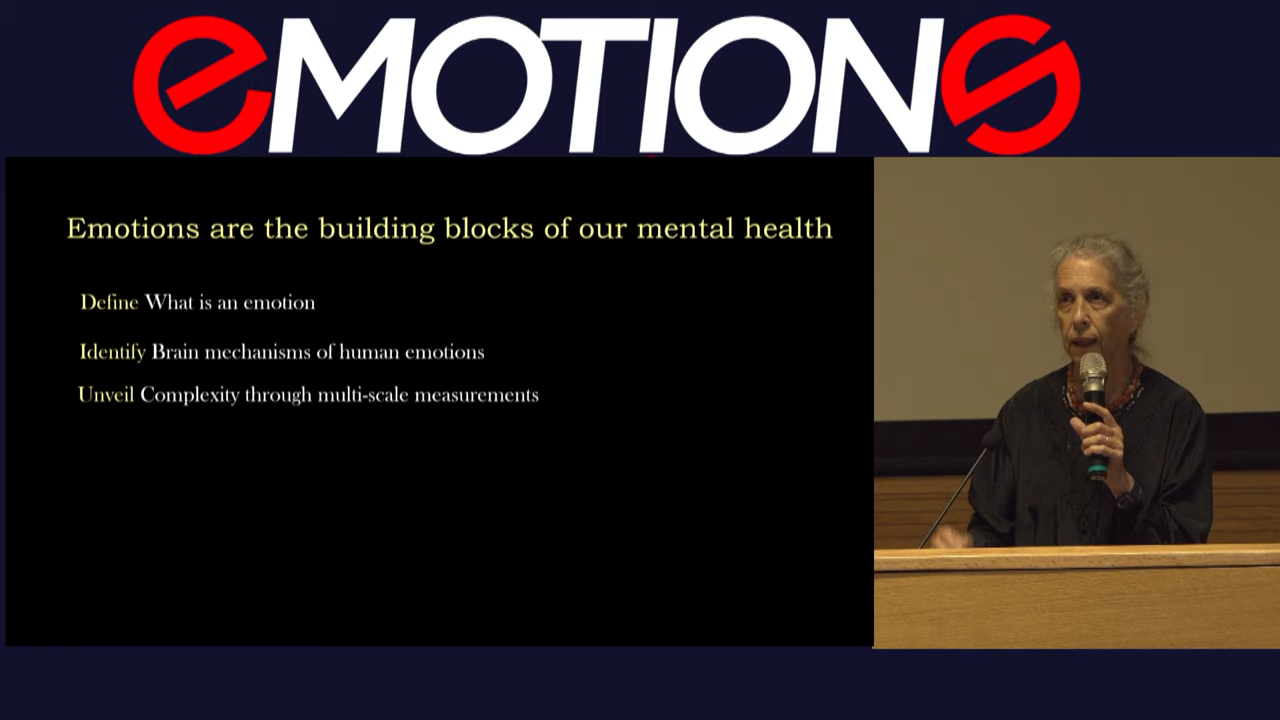 eMOTIONS
Emotions are the building blocks of our mental health
Define What is an emotion
Identify Brain mechanisms of human emotions
Unveil Complexity through multi-scale measurements